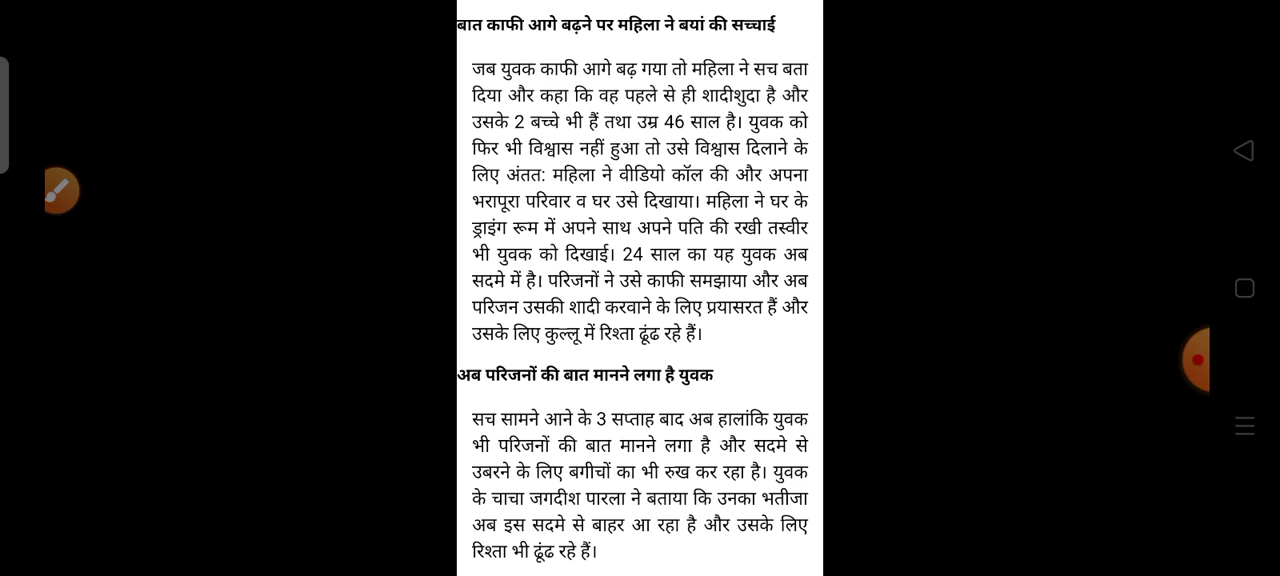 बात काफी आगे बढ़ने पर महिला ने बयां की सच्चाई
जब युवक काफी आगे बढ़ गया तो महिला ने सच बता
दिया और कहा कि वह पहले से ही शादीशुदा है और
उसके 2 बच्चे भी हैं तथा उम्र 46 साल है। युवक को
फिर भी विश्वास नहीं हुआ तो उसे विश्वास दिलाने के
लिए अंतत: महिला ने वीडियो कॉल की और अपना
भरापूरा परिवार व घर उसे दिखाया। महिला ने घर के
ड्राइंग रूम में अपने साथ अपने पति की रखी तस्वीर
भी युवक को दिखाई। 24 साल का यह युवक अब
सदमे में है। परिजनों ने उसे काफी समझाया और अब
परिजन उसकी शादी करवाने के लिए प्रयासरत हैं और
उसके लिए कुल्लू में रिश्ता ढूंढ रहे हैं।
अब परिजनों की बात मानने लगा है युवक
सच सामने आने के 3 सप्ताह बाद अब हालांकि युवक
भी परिजनों की बात मानने लगा है और सदमे से
उबरने के लिए बगीचों का भी रुख कर रहा है। युवक
के चाचा जगदीश पारला ने बताया कि उनका भतीजा
अब इस सदमे से बाहर आ रहा है और उसके लिए
रिश्ता भी ढूंढ रहे हैं।